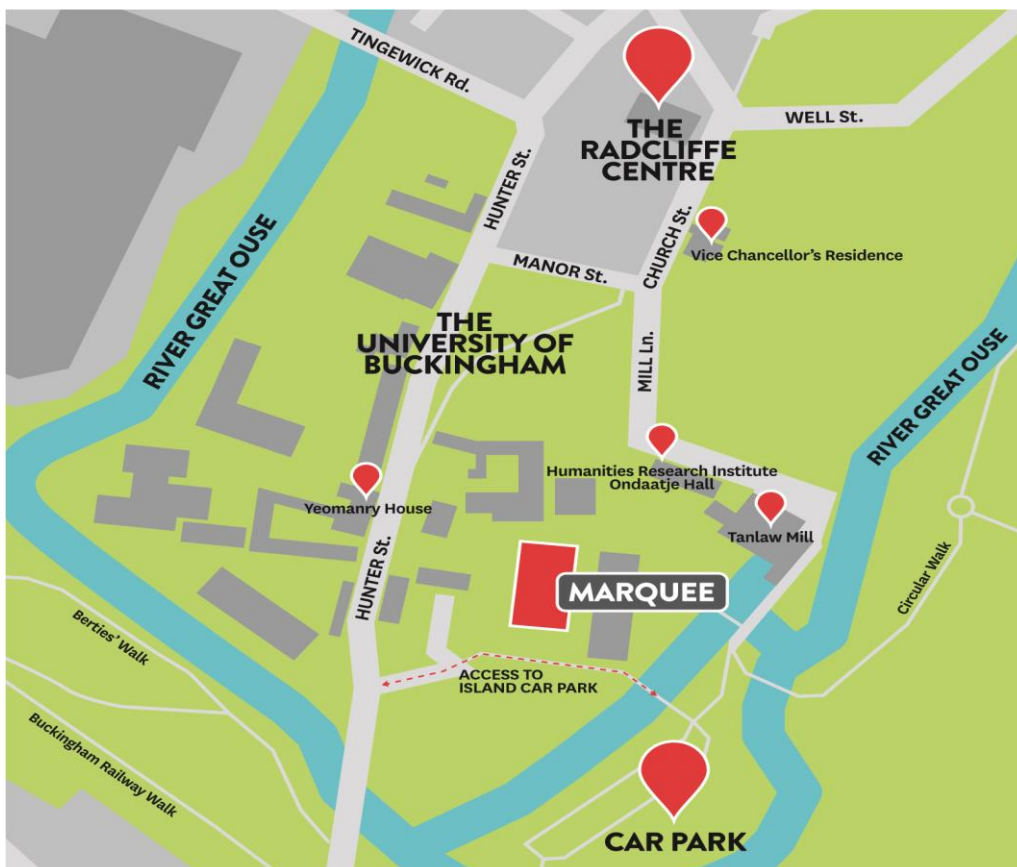 TINGEWICK Rd.
THE
RADCLIFFE
CENTRE
WELL St.
HUNTER St.
CHURCH St.
Vice Chancellor's Residence
MANOR St.
RIVER GREAT OUSE
THE
UNIVERSITY OF
BUCKINGHAM
MILL Ln.
RIVER GREAT OUSE
Humanities Research Institute
Ondaatje Hall
Yeomanry House
Tanlaw Mill
HUNTER St.
MARQUEE
Circular Walk
Berties' Walk
ACCESS TO
ISLAND CAR PARK
Buckingham Railway Walk
CAR PARK